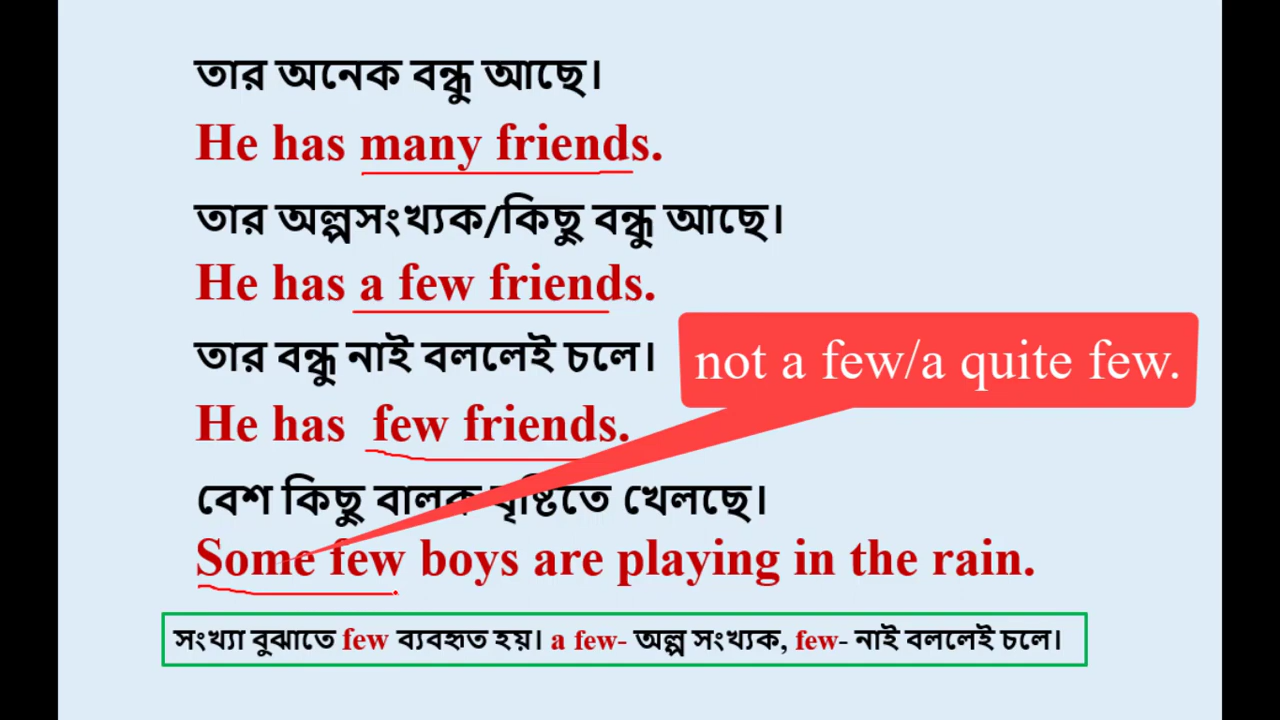 তার অনেক বন্ধু আছে।
He has many friends.
তার অল্পসংখ্যক/কিছু বন্ধু আছে।
He has a few friends.
তার বন্ধু নাই বললেই চলে।
not a few/a quite few.
He has few friends.
বেশ কিছু বালক বৃষ্টিতে খেলছে।
Some few boys are playing in the rain.
সংখ্যা বুঝাতে few ব্যবহৃত হয়। a few- অল্প সংখ্যক, few- নাই বললেই চলে।